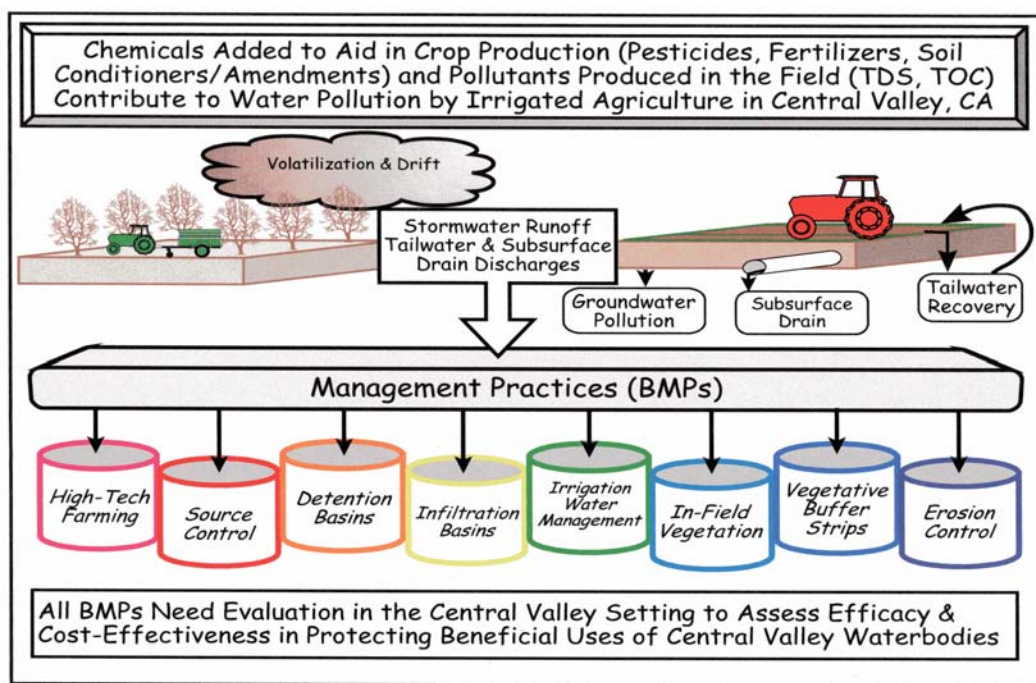 Chemicals Added to Aid in Crop Production (Pesticides, Fertilizers, Soil
Conditioners/Amendments) and Pollutants Produced in the Field (TDS, TOC)
Contribute to Water Pollution by Irrigated Agriculture in Central Valley, CA
Volatilization & Drift
Stormwater Runoff
Tailwater & Subsurface
Drain Discharges
Groundwater
Pollution
Subsurface
Drain
Tailwater
Recovery
Management Practices (BMPs)
High-Tech
Farming
Source
Control
Detention
Basins
Infiltration
Basins
Irrigation
Water
Management
In-Field
Vegetation
Vegetative
Buffer
Strips
Erosion
Control
All BMPs Need Evaluation in the Central Valley Setting to Assess Efficacy &
Cost-Effectiveness in Protecting Beneficial Uses of Central Valley Waterbodies